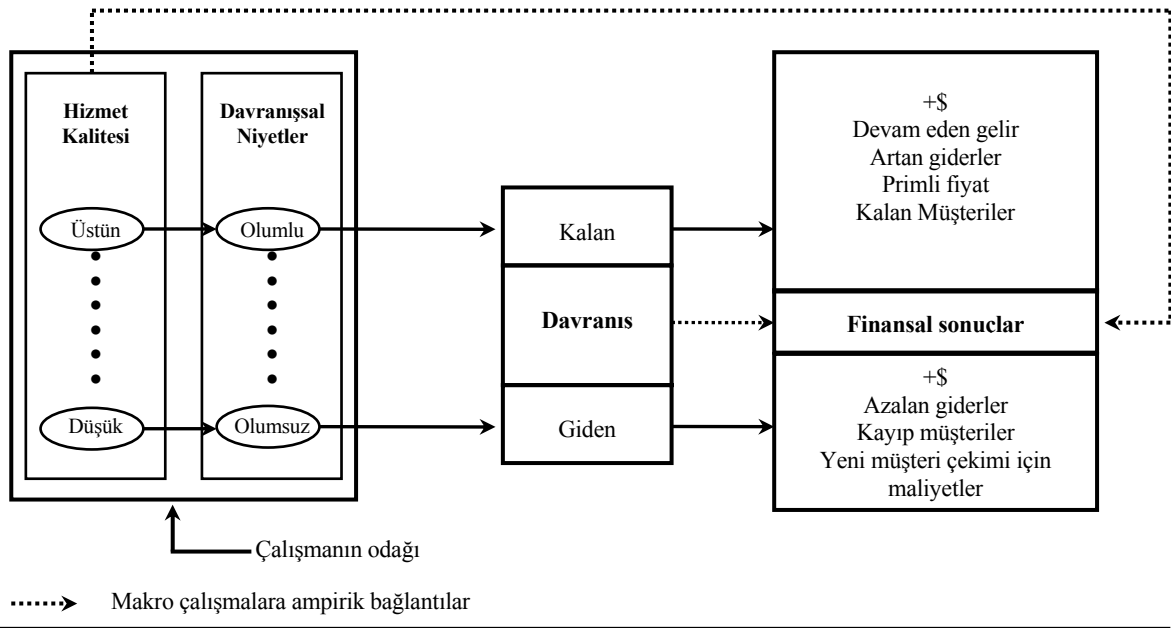 Hizmet
Kalitesi
Davranışsal
Niyetler
Üstün
Olumlu
Düşük
Olumsuz
Kalan
Davranıs
Giden
+$
Devam eden gelir
Artan giderler
Primli fiyat
Kalan Müşteriler
Finansal sonuclar
+$
Azalan giderler
Kayıp müşteriler
Yeni müşteri çekimi için
maliyetler
Çalışmanın odağı
Makro çalışmalara ampirik bağlantılar